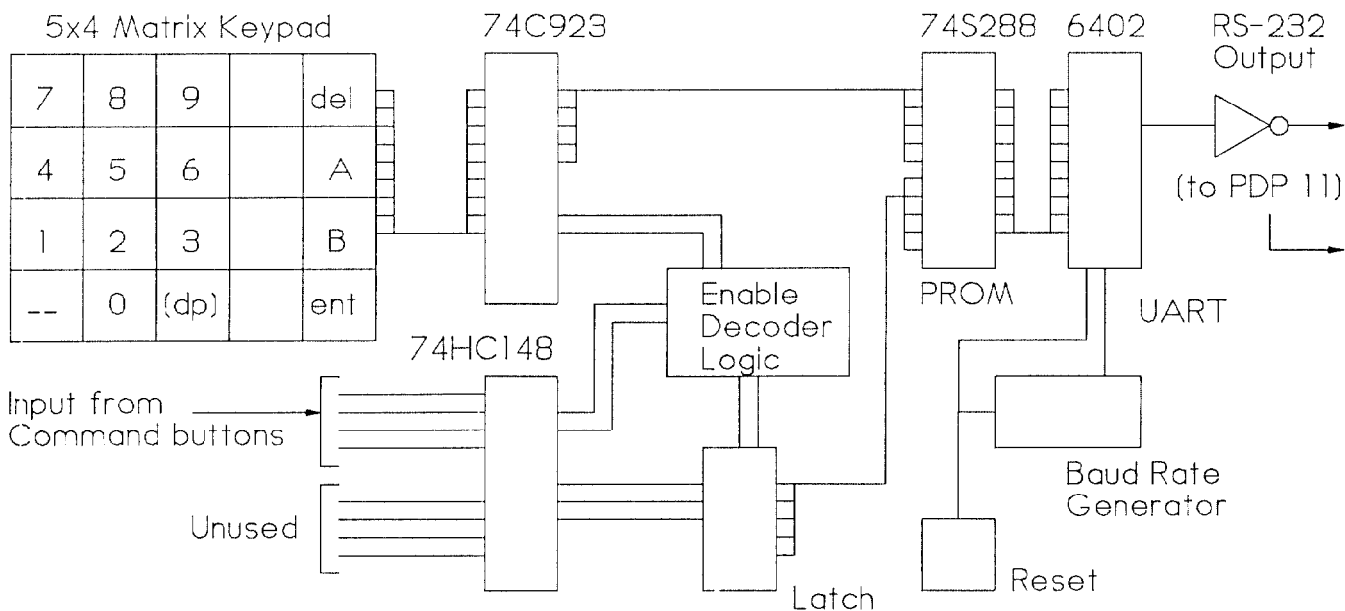 5x4 Matrix Keypad
74C923
74S288
6402
RS-232
Output
7 8 9 del
4 5 6 A
1 2 3 B
-- 0 (dp) ent
(to PDP 11)
Enable
Decoder
Logic
PROM
UART
74HC148
Input from
Command buttons
Unused
Latch
Baud Rate
Generator
Reset